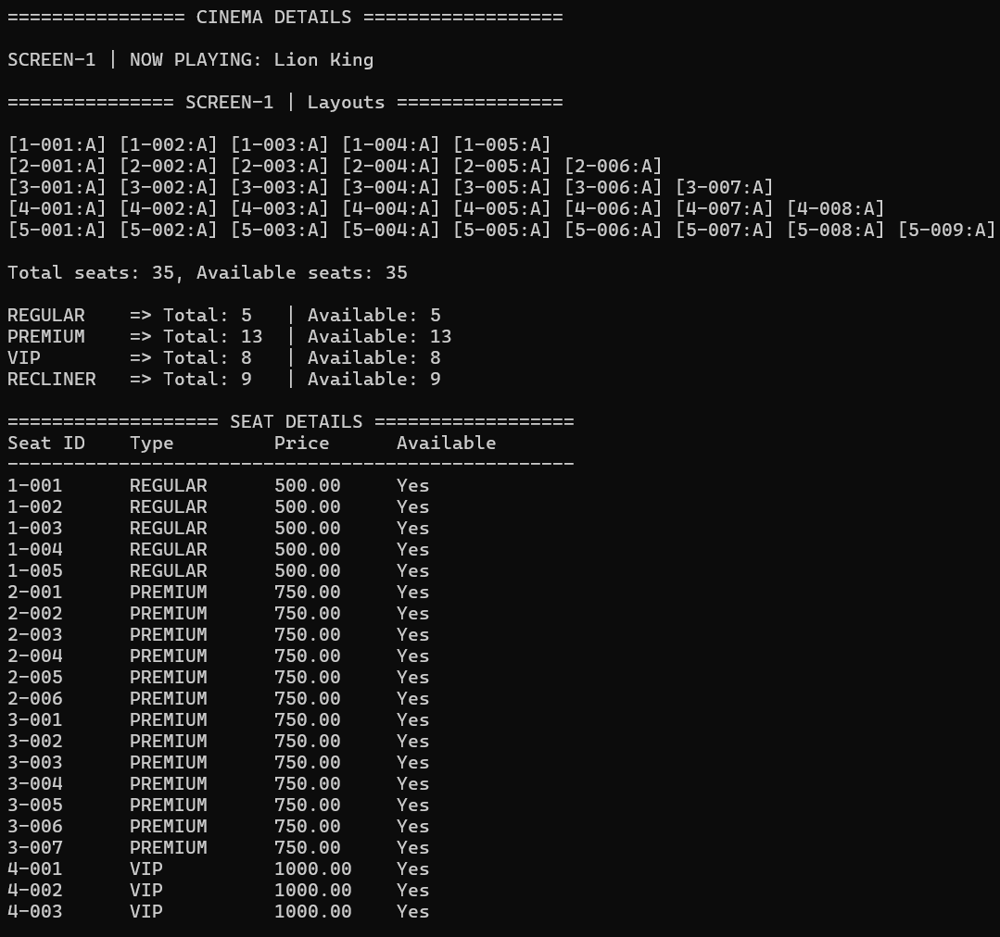 ================ CINEMA DETAILS ==================
SCREEN-1 | NOW PLAYING: Lion King
=============== SCREEN-1 | Layouts ===============
[1-001:A] [1-002:A] [1-003:A] [1-004:A] [1-005:A]
[2-001:A] [2-002:A] [2-003:A] [2-004:A] [2-005:A] [2-006:A]
[3-001:A] [3-002:A] [3-003:A] [3-004:A] [3-005:A] [3-006:A] [3-007:A]
[4-001:A] [4-002:A] [4-003:A] [4-004:A] [4-005:A] [4-006:A] [4-007:A] [4-008:A]
[5-001:A] [5-002:A] [5-003:A] [5-004:A] [5-005:A] [5-006:A] [5-007:A] [5-008:A] [5-009:A]
Total seats: 35, Available seats: 35
REGULAR    => Total: 5   | Available: 5
PREMIUM    => Total: 13  | Available: 13
VIP        => Total: 8   | Available: 8
RECLINER   => Total: 9   | Available: 9
=================== SEAT DETAILS ==================
Seat ID    Type         Price      Available
---------------------------------------------------
1-001      REGULAR      500.00     Yes
1-002      REGULAR      500.00     Yes
1-003      REGULAR      500.00     Yes
1-004      REGULAR      500.00     Yes
1-005      REGULAR      500.00     Yes
2-001      PREMIUM      750.00     Yes
2-002      PREMIUM      750.00     Yes
2-003      PREMIUM      750.00     Yes
2-004      PREMIUM      750.00     Yes
2-005      PREMIUM      750.00     Yes
2-006      PREMIUM      750.00     Yes
3-001      PREMIUM      750.00     Yes
3-002      PREMIUM      750.00     Yes
3-003      PREMIUM      750.00     Yes
3-004      PREMIUM      750.00     Yes
3-005      PREMIUM      750.00     Yes
3-006      PREMIUM      750.00     Yes
3-007      PREMIUM      750.00     Yes
4-001      VIP          1000.00    Yes
4-002      VIP          1000.00    Yes
4-003      VIP          1000.00    Yes